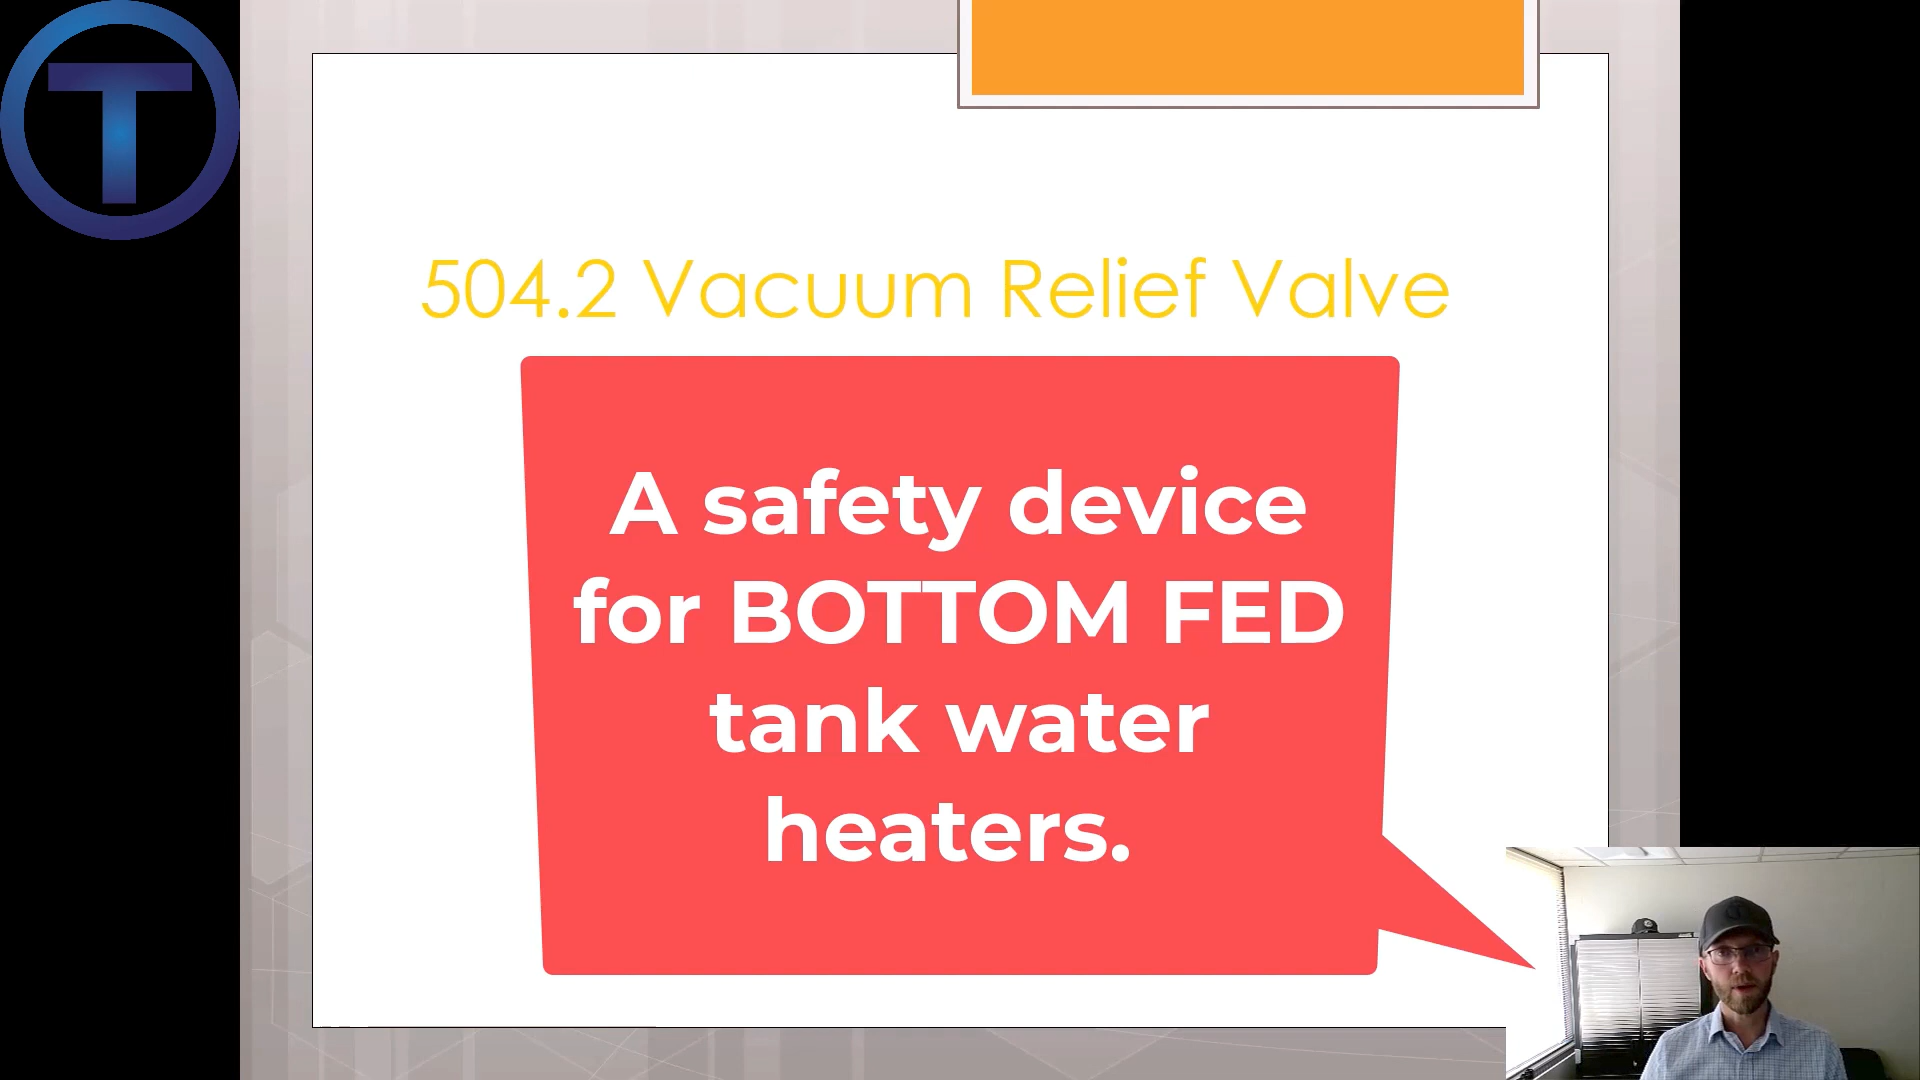 T
504.2 Vacuum Relief Valve
A safety device
for BOTTOM FED
tank water
heaters.